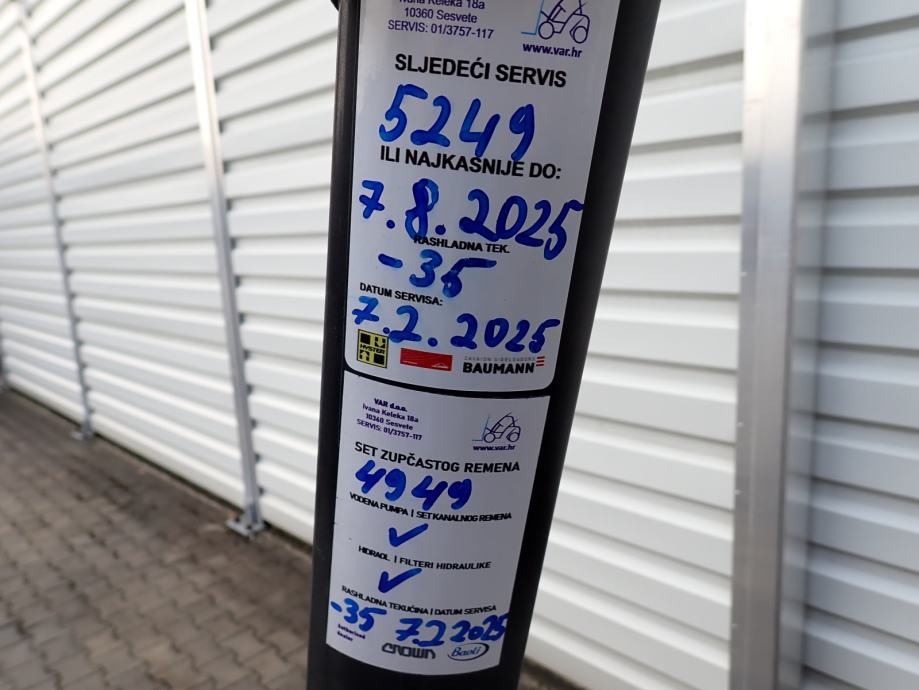 Ivana Keleka 18a
10360 Sesvete
SERVIS: 01/3757-117
www.var.hr
SLJEDEĆI SERVIS
5249
ILI NAJKASNIJE DO:
7.8.2025
RASHLADNA TEK.
-35
DATUM SERVISA:
7.2.2025
HYSTER
BAUMANN
VAR d.o.o.
Ivana Keleka 18a
10360 Sesvete
SERVIS: 01/3757-117
www.var.hr
SET ZUPČASTOG REMENA
4949
VODENA PUMPA | SET KANALNOG REMENA
✓
HIDRAOL | FILTERI HIDRAULIKE
✓
RASHLADNA TEKUĆINA | DATUM SERVISA
-35 7.2 2025
Authorised
Dealer
CROWN
Baoli